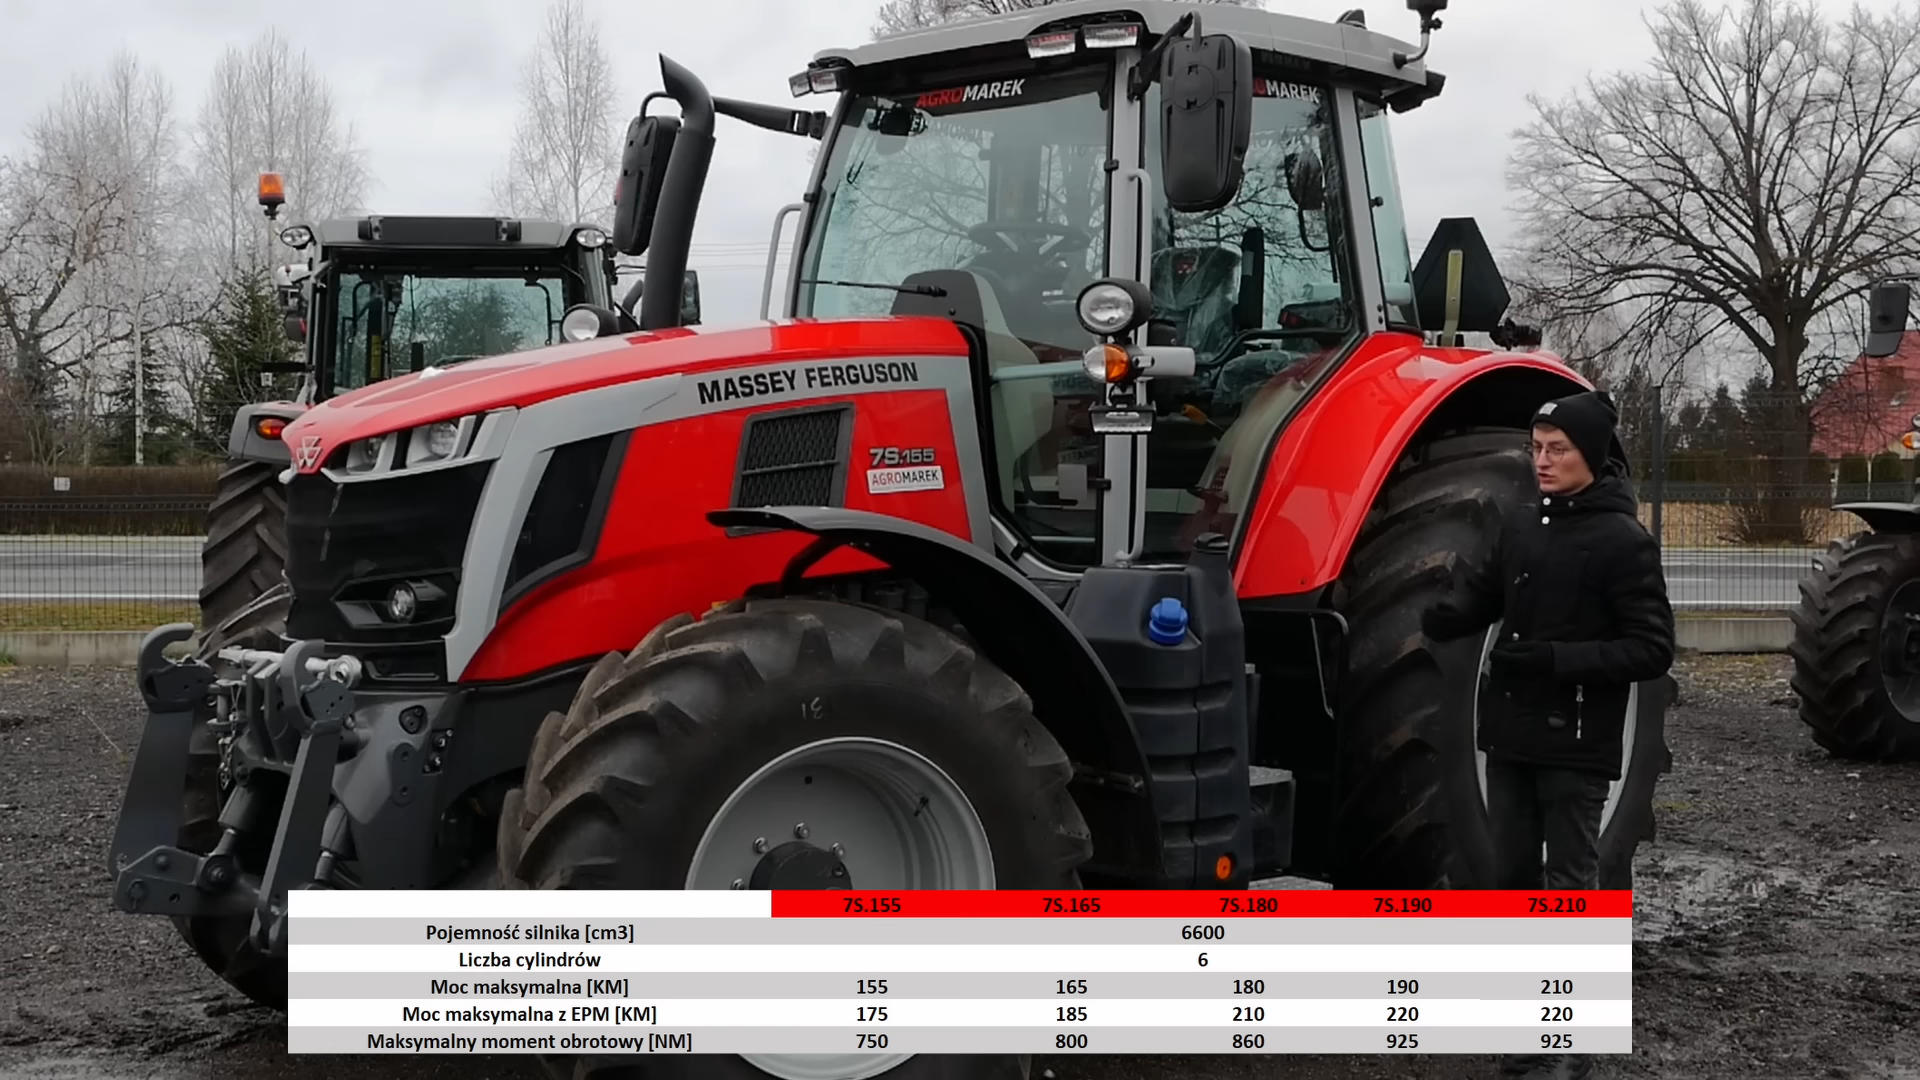 AGROMAREK
MAREK
MASSEY FERGUSON
7S.155
AGROMAREK
7S.155 7S.165 7S.180 7S.190 7S.210
Pojemność silnika [cm3] 6600
Liczba cylindrów 6
Moc maksymalna [KM] 155 165 180 190 210
Moc maksymalna z EPM [KM] 175 185 210 220 220
Maksymalny moment obrotowy [NM] 750 800 860 925 925